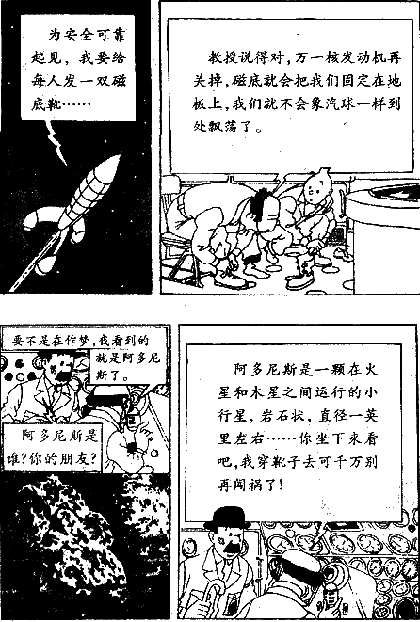 为安全可靠
起见，我要给
每人发一双磁
底靴……
教授说得对，万一核发动机再
关掉，磁底就会把我们固定在地
板上，我们就不会象汽球一样到
处飘荡了。
要不是在作梦，我看到的
就是阿多尼
斯了。
阿多尼斯是
谁？你的朋友？
阿多尼斯是一颗在火
星和木星之间运行的小
行星，岩石状，直径一英
里左右……你坐下来看
吧，我穿靴子去可千万别
再闯祸了！